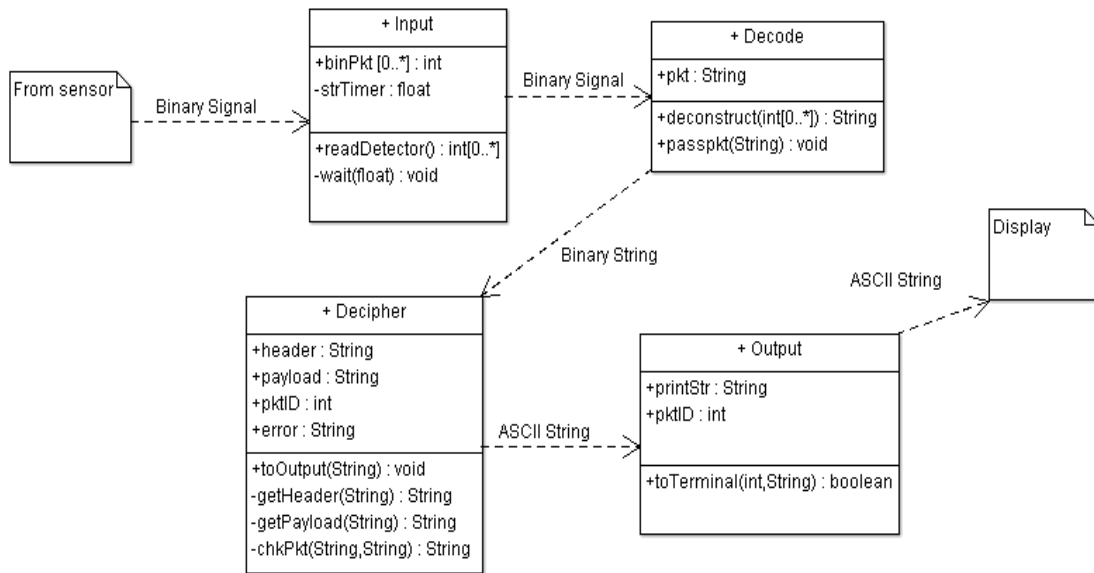 From sensor
Binary Signal
+ Input
+binPkt [0..*] : int
-strTimer : float
+readDetector() : int[0..*]
-wait(float) : void
Binary Signal
+ Decode
+pkt : String
+deconstruct(int[0..*]) : String
+passpkt(String) : void
Binary String
+ Decipher
+header : String
+payload : String
+pktID : int
+error : String
+toOutput(String) : void
-getHeader(String) : String
-getPayload(String) : String
-chkPkt(String,String) : String
ASCII String
+ Output
+printStr : String
+pktID : int
+toTerminal(int,String) : boolean
ASCII String
Display